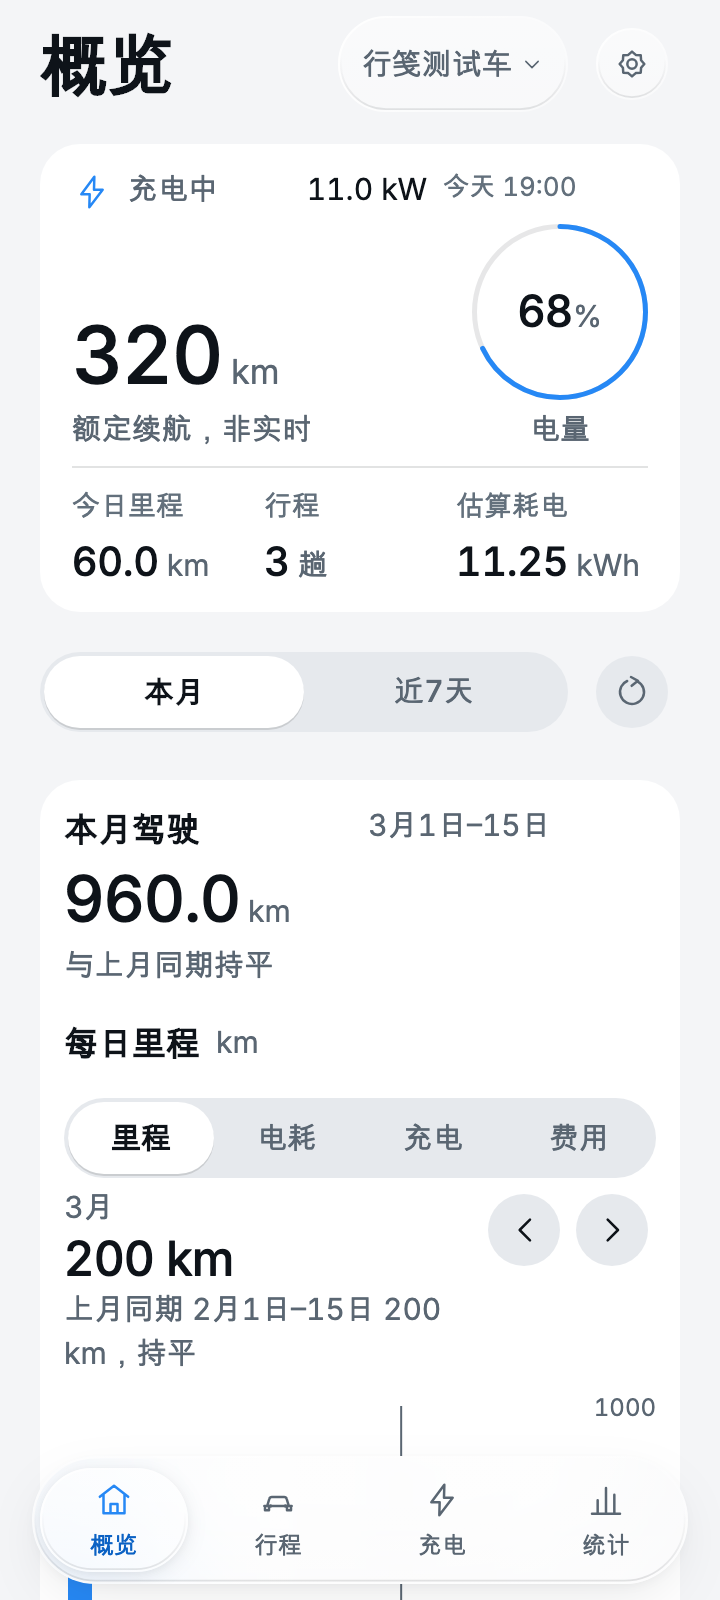 概览
行笺测试车
充电中 11.0 kW 今天 19:00
68%
320 km
额定续航，非实时
电量
今日里程 行程 估算耗电
60.0 km 3 趟 11.25 kWh
本月 近7天
本月驾驶 3月1日–15日
960.0 km
与上月同期持平
每日里程 km
里程 电耗 充电 费用
3月
200 km
上月同期 2月1日–15日 200
km，持平
1000
概览 行程 充电 统计